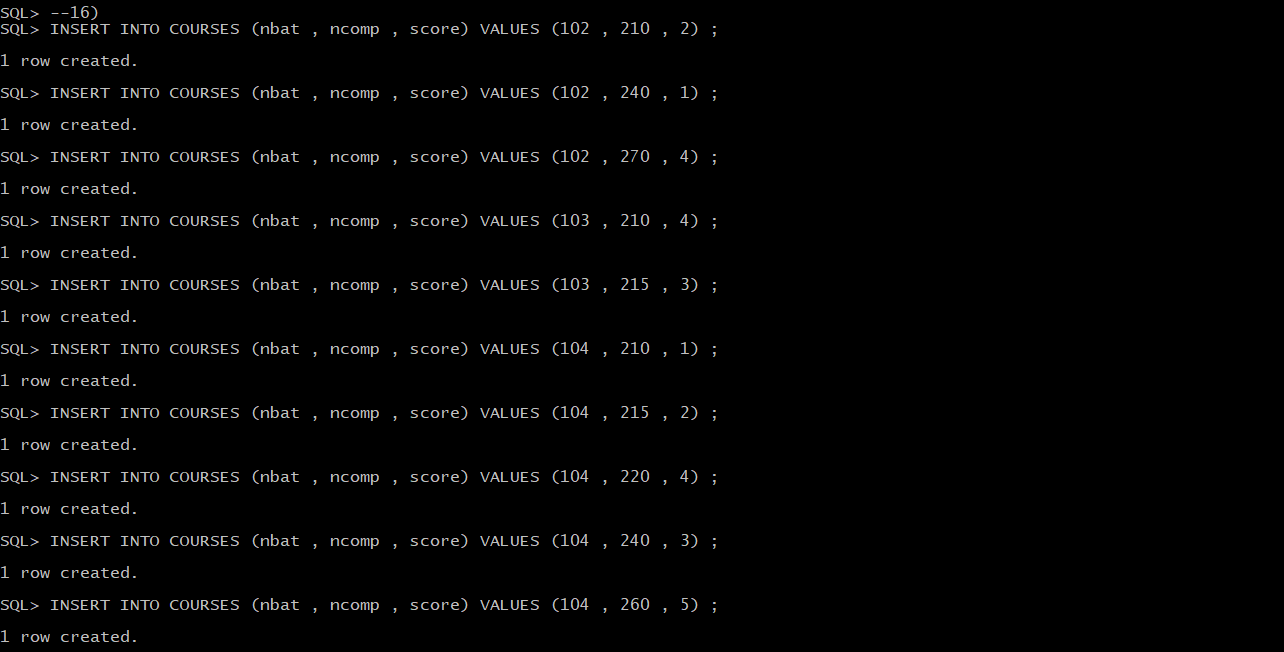 SQL> --16)
SQL> INSERT INTO COURSES (nbat , ncomp , score) VALUES (102 , 210 , 2) ;
1 row created.
SQL> INSERT INTO COURSES (nbat , ncomp , score) VALUES (102 , 240 , 1) ;
1 row created.
SQL> INSERT INTO COURSES (nbat , ncomp , score) VALUES (102 , 270 , 4) ;
1 row created.
SQL> INSERT INTO COURSES (nbat , ncomp , score) VALUES (103 , 210 , 4) ;
1 row created.
SQL> INSERT INTO COURSES (nbat , ncomp , score) VALUES (103 , 215 , 3) ;
1 row created.
SQL> INSERT INTO COURSES (nbat , ncomp , score) VALUES (104 , 210 , 1) ;
1 row created.
SQL> INSERT INTO COURSES (nbat , ncomp , score) VALUES (104 , 215 , 2) ;
1 row created.
SQL> INSERT INTO COURSES (nbat , ncomp , score) VALUES (104 , 220 , 4) ;
1 row created.
SQL> INSERT INTO COURSES (nbat , ncomp , score) VALUES (104 , 240 , 3) ;
1 row created.
SQL> INSERT INTO COURSES (nbat , ncomp , score) VALUES (104 , 260 , 5) ;
1 row created.